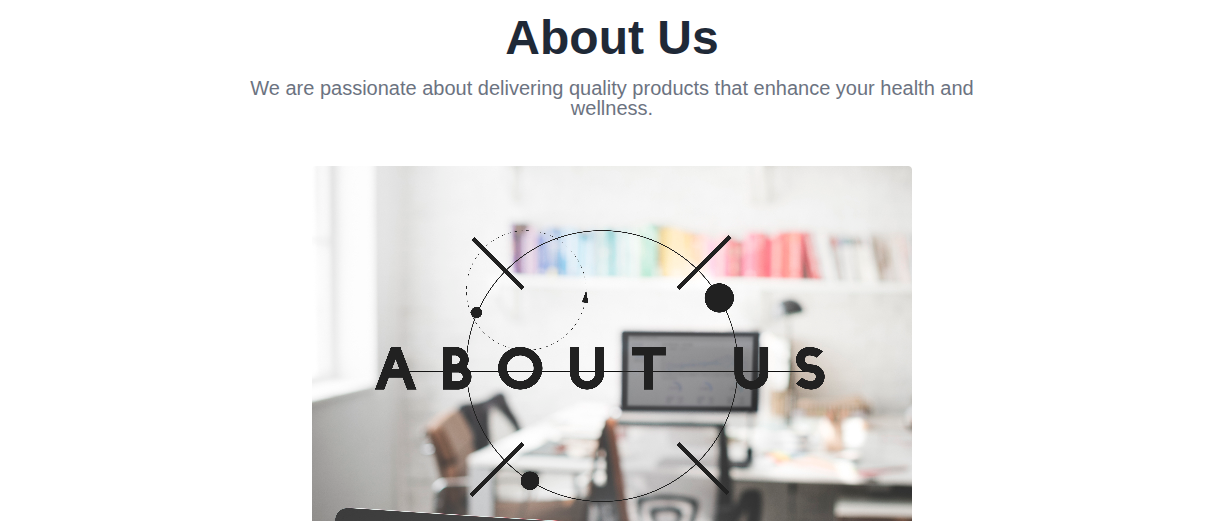 About Us
We are passionate about delivering quality products that enhance your health and
wellness.
ABOUT US